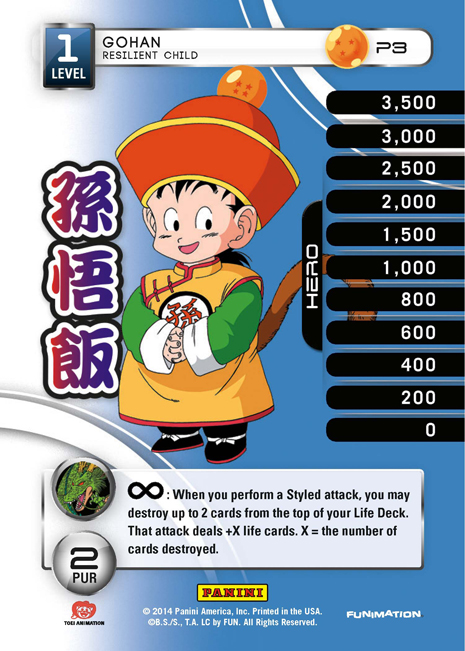 1
LEVEL
GOHAN
RESILIENT CHILD
P3
3,500
3,000
2,500
2,000
1,500
1,000
800
600
400
200
0
HERO
孫
悟
飯
孫
∞ : When you perform a Styled attack, you may
destroy up to 2 cards from the top of your Life Deck.
That attack deals +X life cards. X = the number of
cards destroyed.
2
PUR
TOEI ANIMATION
PANINI
© 2014 Panini America, Inc. Printed in the USA.
©B.S./S., T.A. LC by FUN. All Rights Reserved.
FUNIMATION